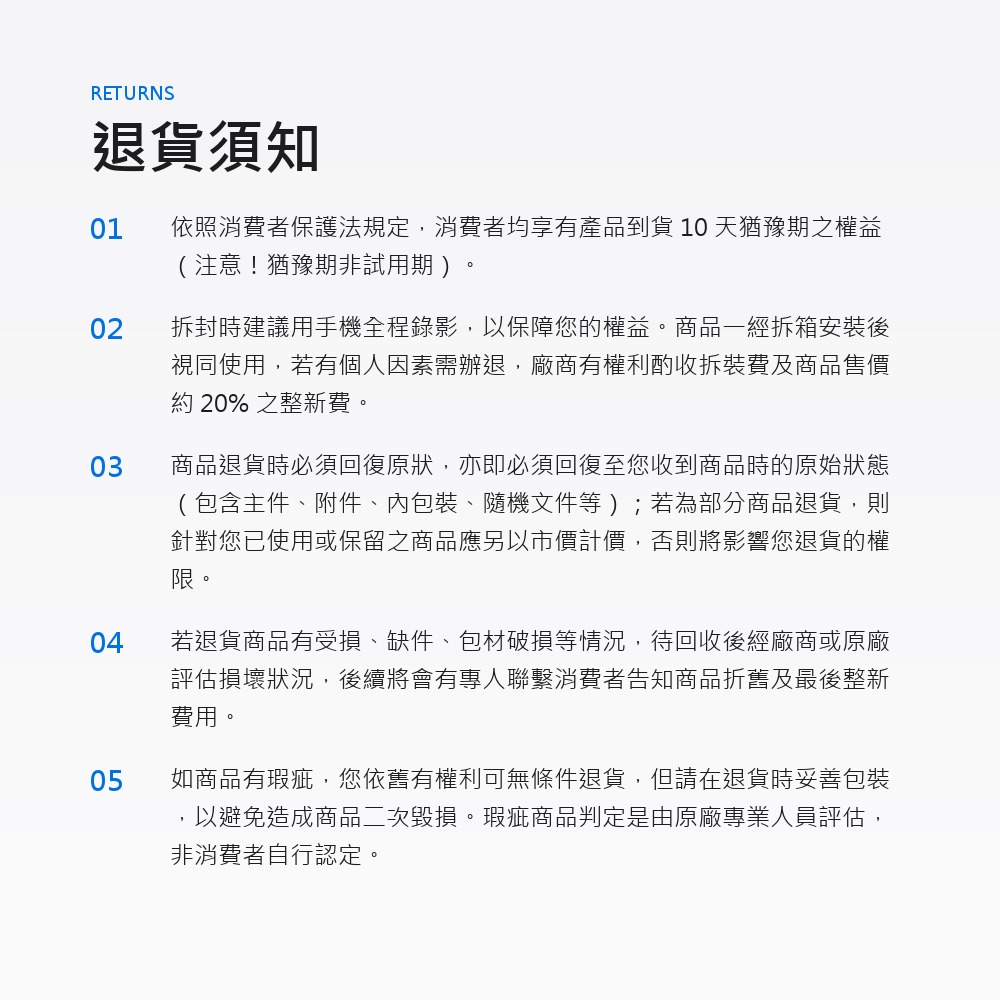 RETURNS
退貨須知
01 依照消費者保護法規定，消費者均享有產品到貨 10 天猶豫期之權益
（注意！猶豫期非試用期）。
02 拆封時建議用手機全程錄影，以保障您的權益。商品一經拆箱安裝後
視同使用，若有個人因素需辦退，廠商有權利酌收拆裝費及商品售價
約 20% 之整新費。
03 商品退貨時必須回復原狀，亦即必須回復至您收到商品時的原始狀態
（包含主件、附件、內包裝、隨機文件等）；若為部分商品退貨，則
針對您已使用或保留之商品應另以市價計價，否則將影響您退貨的權
限。
04 若退貨商品有受損、缺件、包材破損等情況，待回收後經廠商或原廠
評估損壞狀況，後續將會有專人聯繫消費者告知商品折舊及最後整新
費用。
05 如商品有瑕疵，您依舊有權利可無條件退貨，但請在退貨時妥善包裝
，以避免造成商品二次毀損。瑕疵商品判定是由原廠專業人員評估，
非消費者自行認定。